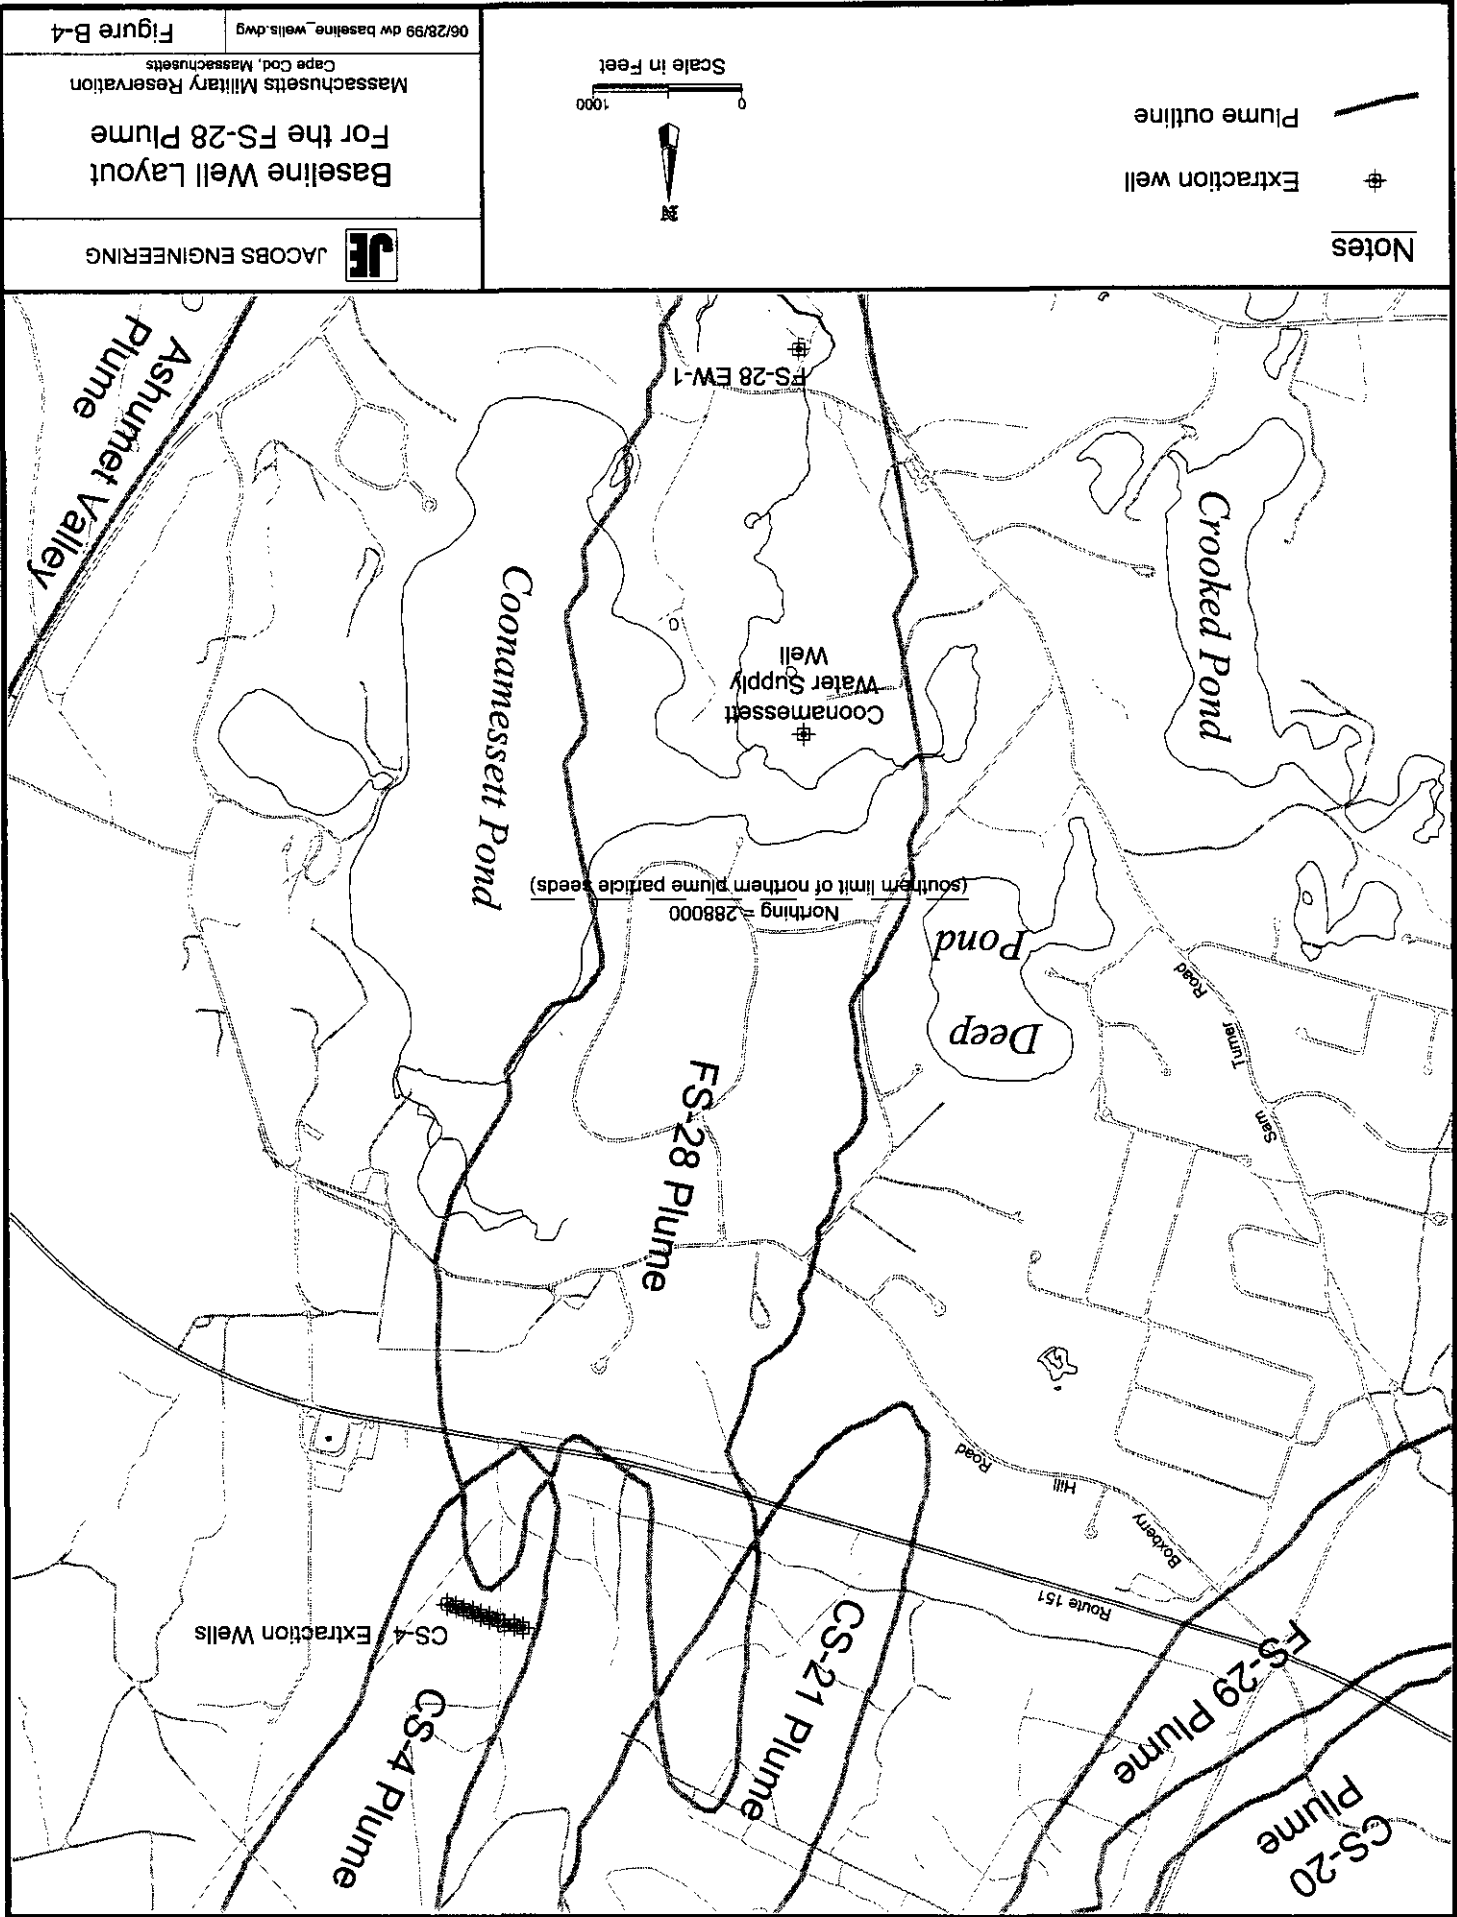 CS-20
Plume
FS-29 Plume
CS-21 Plume
CS-4 Plume
CS-4 Extraction Wells
Route 151
Boxberry
Hill
Road
FS-28 Plume
Sam
Turner
Road
Deep
Pond
Northing = 288000
(southern limit of northern plume particle seeds)
Coonamessett Pond
Crooked Pond
Coonamessett
Water Supply
Well
Ashumet Valley
Plume
FS-28 EW-1
Notes
Extraction well
Plume outline
N
0
1000
Scale in Feet
JE
JACOBS ENGINEERING
Baseline Well Layout
For the FS-28 Plume
Massachusetts Military Reservation
Cape Cod, Massachusetts
06/28/99 dw baseline_wells.dwg
Figure B-4